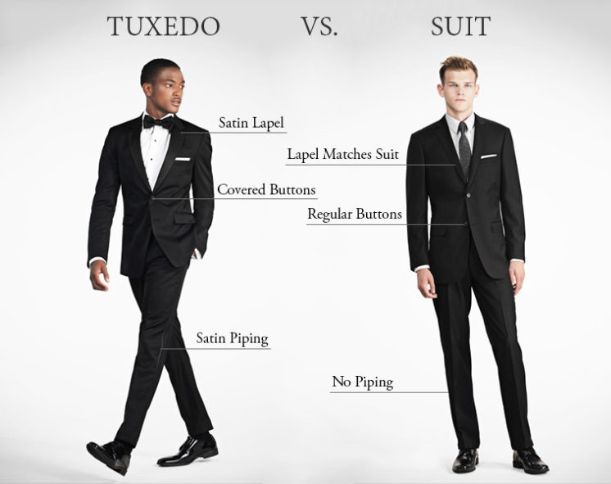 TUXEDO VS. SUIT
Satin Lapel
Lapel Matches Suit
Covered Buttons
Regular Buttons
Satin Piping
No Piping